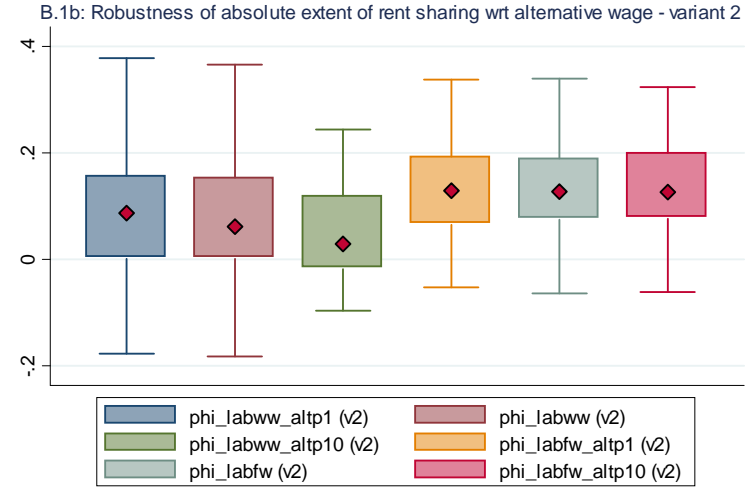 B.1b: Robustness of absolute extent of rent sharing wrt alternative wage - variant 2
.4
.2
0
-.2
phi_labww_altp1 (v2) phi_labww (v2)
phi_labww_altp10 (v2) phi_labfw_altp1 (v2)
phi_labfw (v2) phi_labfw_altp10 (v2)